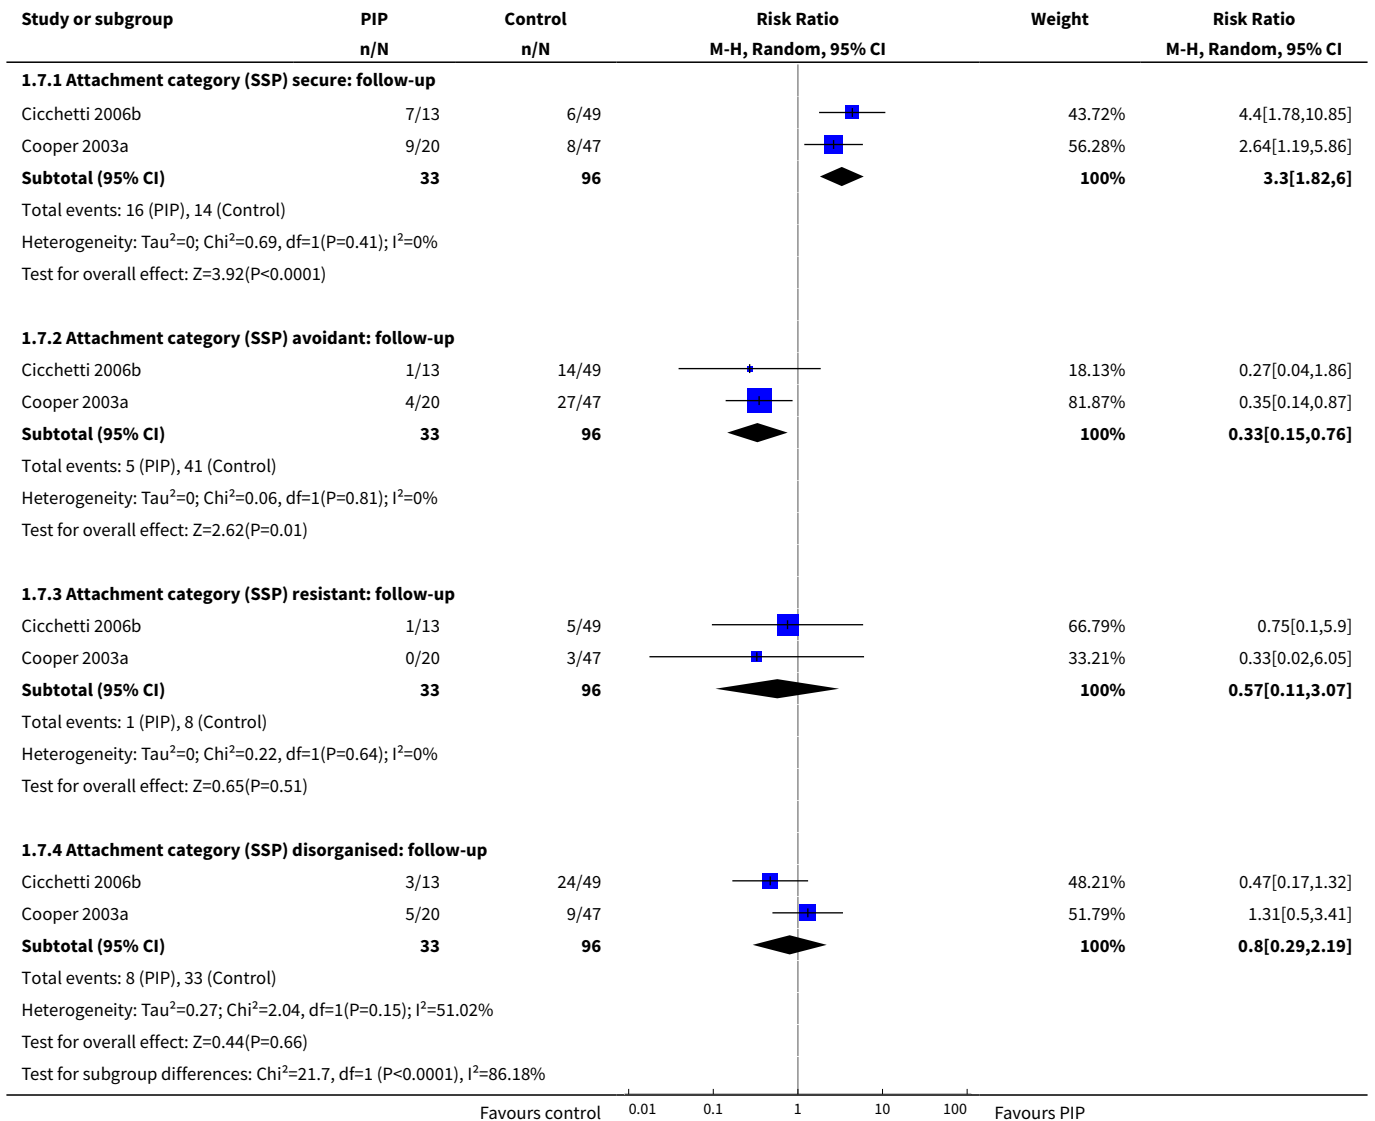 Study or subgroup PIP Control Risk Ratio Weight Risk Ratio
n/N n/N M-H, Random, 95% CI M-H, Random, 95% CI
1.7.1 Attachment category (SSP) secure: follow-up
Cicchetti 2006b 7/13 6/49 43.72% 4.4[1.78,10.85]
Cooper 2003a 9/20 8/47 56.28% 2.64[1.19,5.86]
Subtotal (95% CI) 33 96 100% 3.3[1.82,6]
Total events: 16 (PIP), 14 (Control)
Heterogeneity: Tau²=0; Chi²=0.69, df=1(P=0.41); I²=0%
Test for overall effect: Z=3.92(P<0.0001)
1.7.2 Attachment category (SSP) avoidant: follow-up
Cicchetti 2006b 1/13 14/49 18.13% 0.27[0.04,1.86]
Cooper 2003a 4/20 27/47 81.87% 0.35[0.14,0.87]
Subtotal (95% CI) 33 96 100% 0.33[0.15,0.76]
Total events: 5 (PIP), 41 (Control)
Heterogeneity: Tau²=0; Chi²=0.06, df=1(P=0.81); I²=0%
Test for overall effect: Z=2.62(P=0.01)
1.7.3 Attachment category (SSP) resistant: follow-up
Cicchetti 2006b 1/13 5/49 66.79% 0.75[0.1,5.9]
Cooper 2003a 0/20 3/47 33.21% 0.33[0.02,6.05]
Subtotal (95% CI) 33 96 100% 0.57[0.11,3.07]
Total events: 1 (PIP), 8 (Control)
Heterogeneity: Tau²=0; Chi²=0.22, df=1(P=0.64); I²=0%
Test for overall effect: Z=0.65(P=0.51)
1.7.4 Attachment category (SSP) disorganised: follow-up
Cicchetti 2006b 3/13 24/49 48.21% 0.47[0.17,1.32]
Cooper 2003a 5/20 9/47 51.79% 1.31[0.5,3.41]
Subtotal (95% CI) 33 96 100% 0.8[0.29,2.19]
Total events: 8 (PIP), 33 (Control)
Heterogeneity: Tau²=0.27; Chi²=2.04, df=1(P=0.15); I²=51.02%
Test for overall effect: Z=0.44(P=0.66)
Test for subgroup differences: Chi²=21.7, df=1 (P<0.0001), I²=86.18%
Favours control 0.01 0.1 1 10 100 Favours PIP